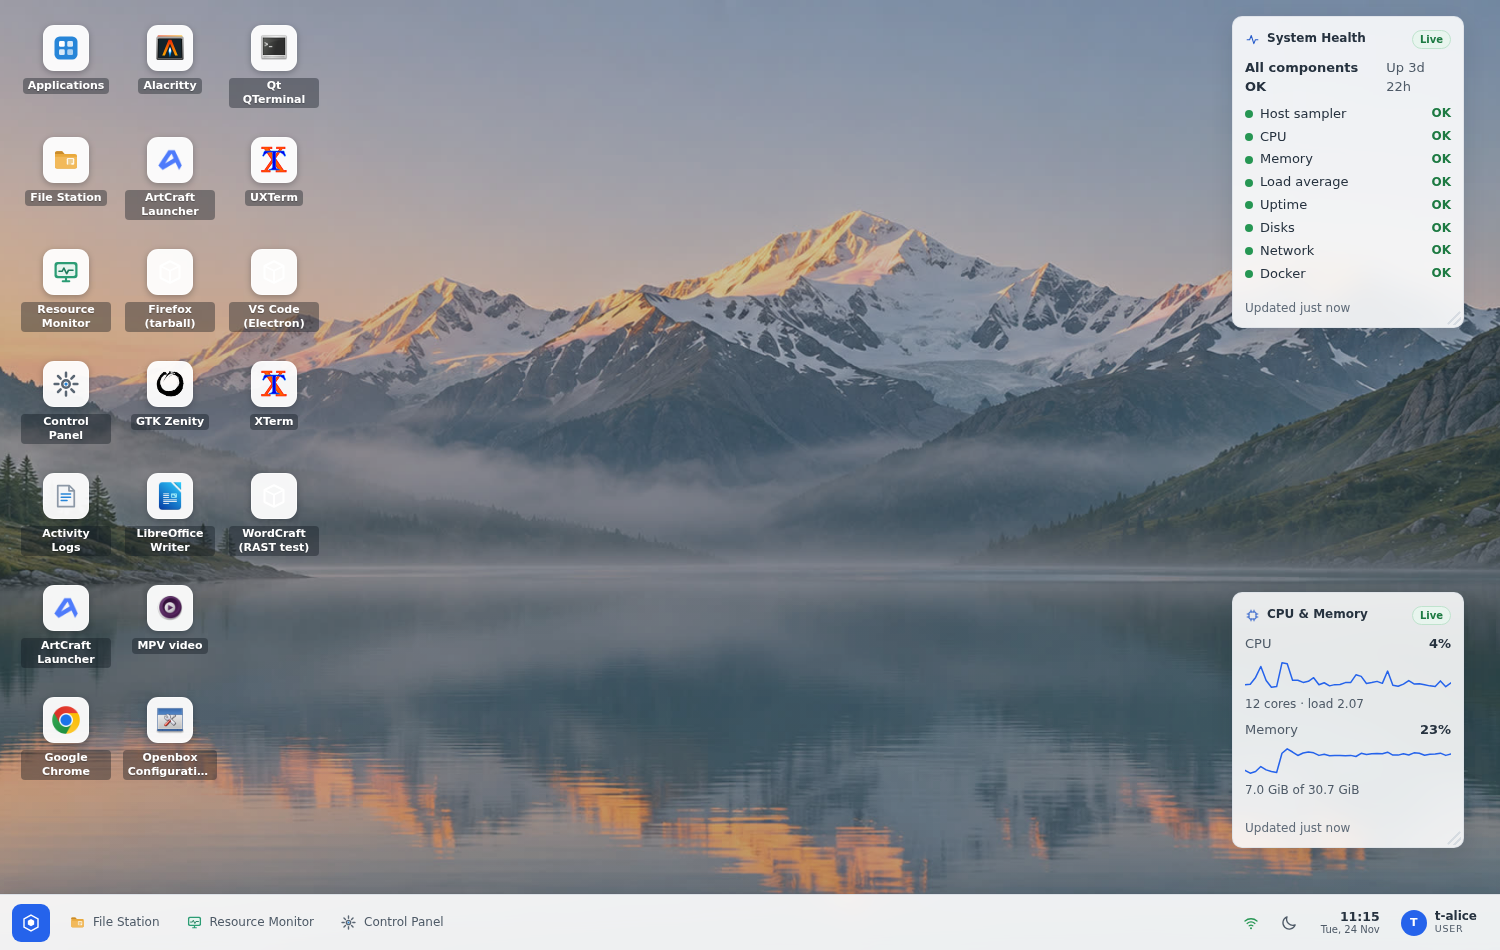 Applications
Alacritty
Qt
QTerminal
File Station
ArtCraft
Launcher
UXTerm
Resource
Monitor
Firefox
(tarball)
VS Code
(Electron)
Control
Panel
GTK Zenity
XTerm
Activity
Logs
LibreOffice
Writer
WordCraft
(RAST test)
ArtCraft
Launcher
MPV video
Google
Chrome
Openbox
Configurati...
System Health
Live
All components
OK
Up 3d
22h
Host sampler OK
CPU OK
Memory OK
Load average OK
Uptime OK
Disks OK
Network OK
Docker OK
Updated just now
CPU & Memory
Live
CPU 4%
12 cores · load 2.07
Memory 23%
7.0 GiB of 30.7 GiB
Updated just now
File Station
Resource Monitor
Control Panel
11:15
Tue, 24 Nov
T
t-alice
USER